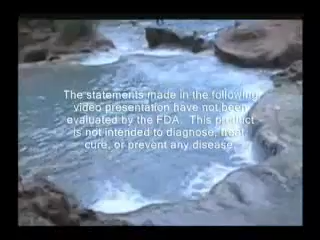 The statements made in the following
video presentation have not been
evaluated by the FDA. This product
is not intended to diagnose, treat,
cure, or prevent any disease.